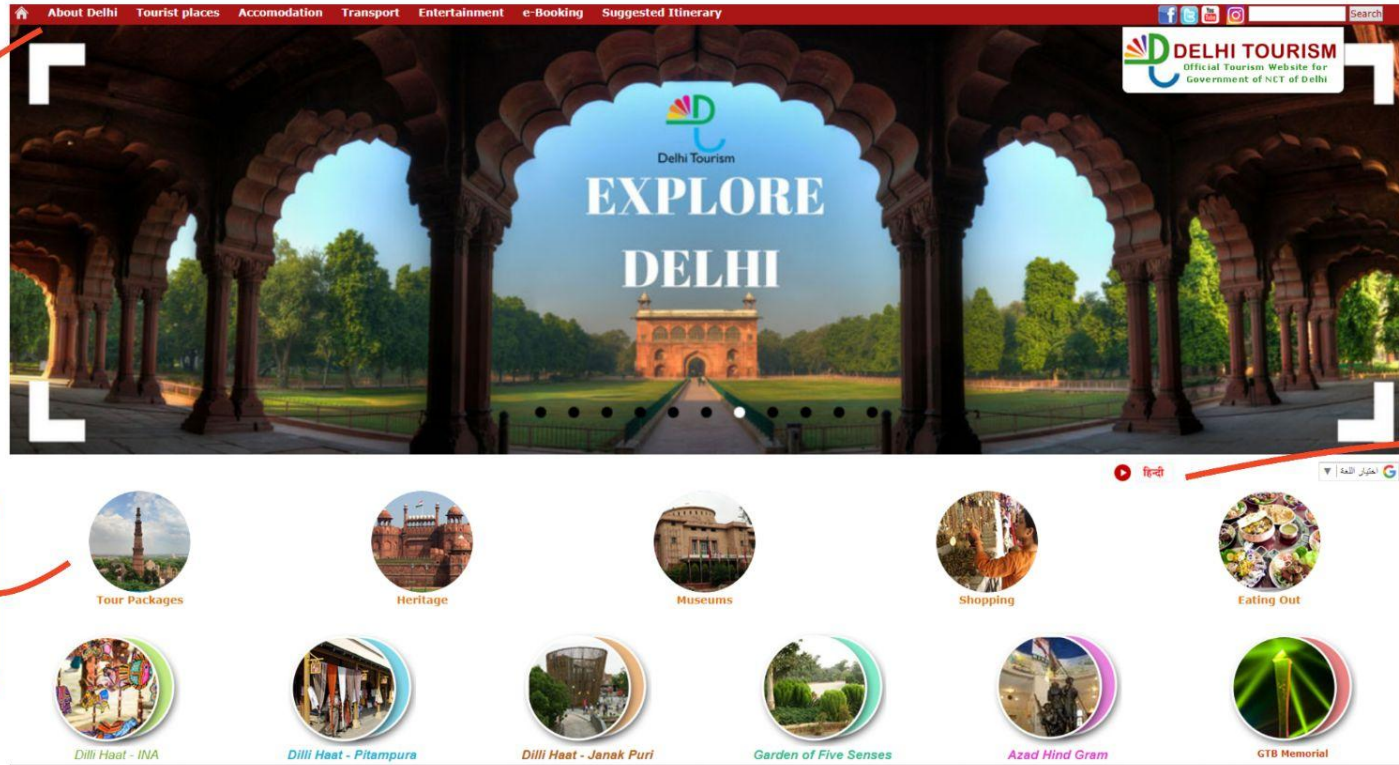 About Delhi Tourist places Accomodation Transport Entertainment e-Booking Suggested Itinerary
You Tube
Search
DELHI TOURISM
Official Tourism Website for
Government of NCT of Delhi
Delhi Tourism
EXPLORE
DELHI
हिन्दी
اختيار اللغة ▼
Tour Packages Heritage Museums Shopping Eating Out
Dilli Haat - INA Dilli Haat - Pitampura Dilli Haat - Janak Puri Garden of Five Senses Azad Hind Gram GTB Memorial